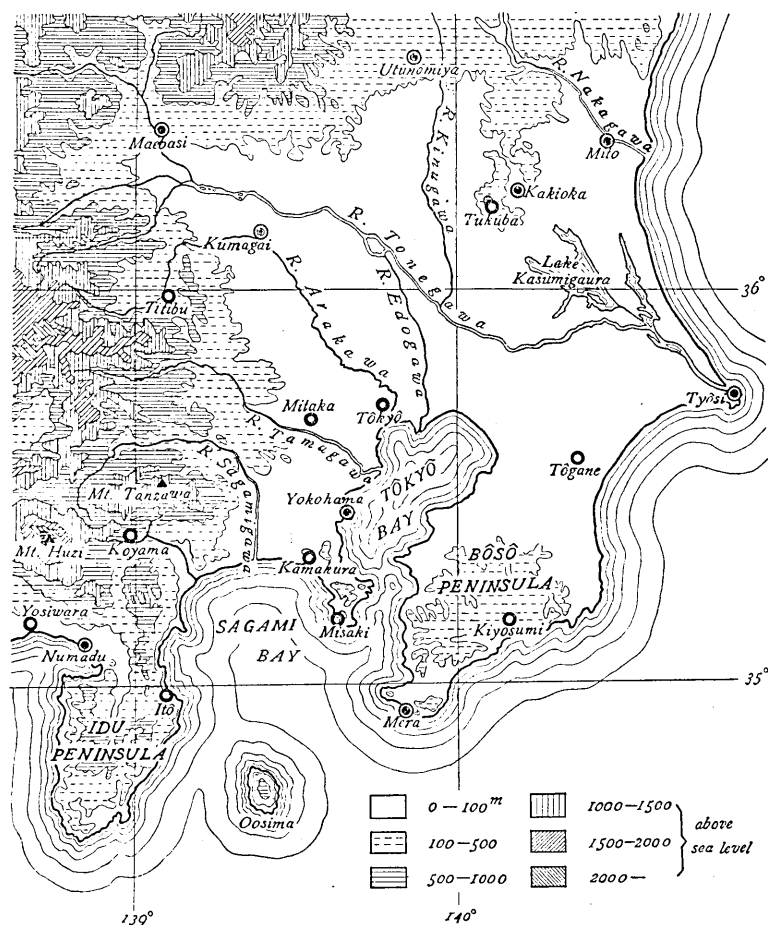 Utunomiya
R. Nakagawa
Maebasi
R. Kinugawa
Mito
Kakioka
Tukuba
Kumagai
R. Tonegawa
Lake
Kasumigaura
R. Arakawa
R. Edogawa
36°
Titibu
Tyôsi
Mitaka
Tôkyô
R. Tamagawa
Tôgane
R. Sagamigawa
Mt. Tanzawa
TÔKYÔ
BAY
Yokohama
Mt. Huzi
Koyama
Kamakura
BÔSÔ
PENINSULA
Yosiwara
SAGAMI
BAY
Misaki
Kiyosumi
Numadu
35°
Itô
Mera
IDU
PENINSULA
Oosima
0-100m
1000-1500
100-500
1500-2000
above
sea level
500-1000
2000-
139°
140°